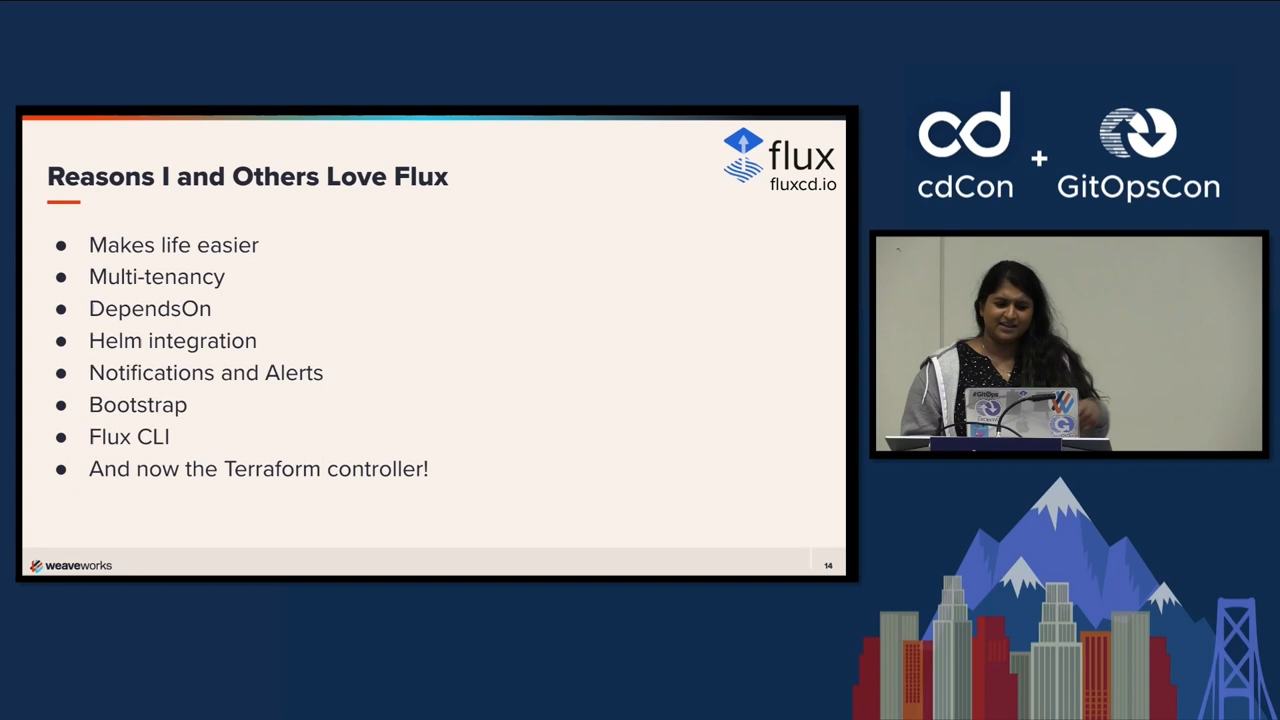 Reasons I and Others Love Flux
flux
fluxcd.io
● Makes life easier
● Multi-tenancy
● DependsOn
● Helm integration
● Notifications and Alerts
● Bootstrap
● Flux CLI
● And now the Terraform controller!
weaveworks
14
cd
+
cdCon
GitOpsCon
#GitOps